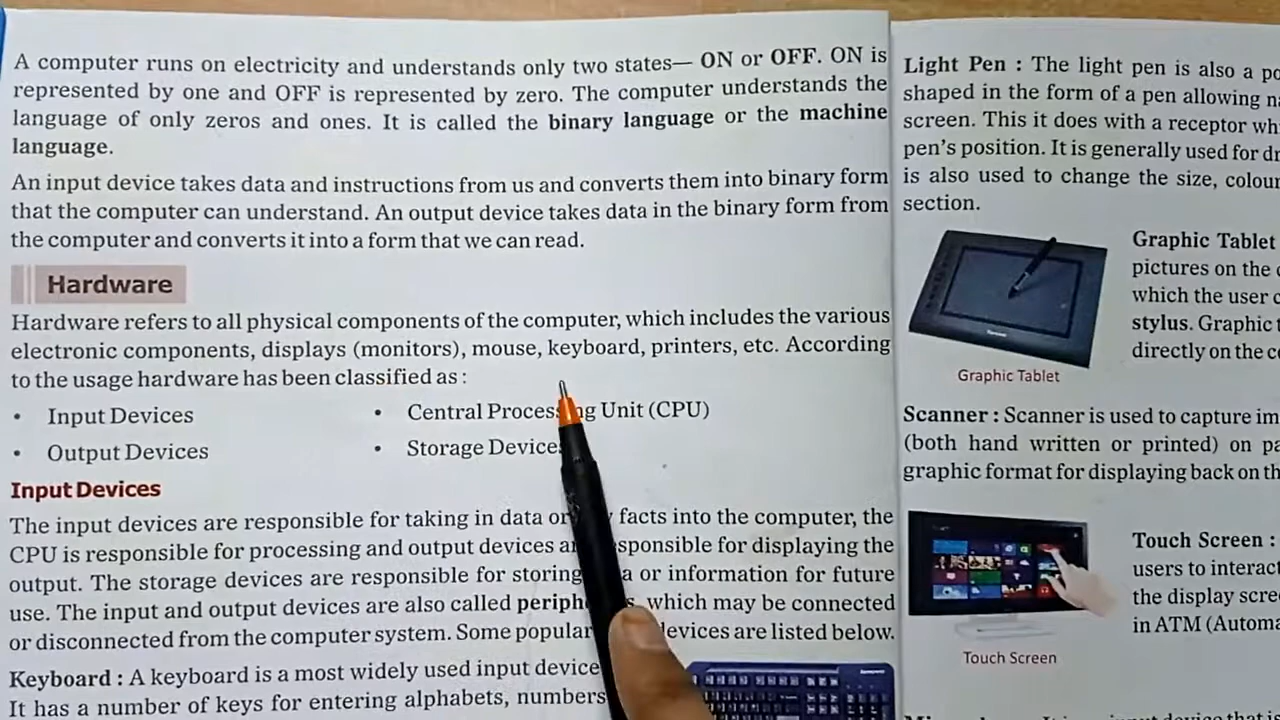 A computer runs on electricity and understands only two states— ON or OFF. ON is
represented by one and OFF is represented by zero. The computer understands the
language of only zeros and ones. It is called the binary language or the machine
language.
An input device takes data and instructions from us and converts them into binary form
that the computer can understand. An output device takes data in the binary form from
the computer and converts it into a form that we can read.
Hardware
Hardware refers to all physical components of the computer, which includes the various
electronic components, displays (monitors), mouse, keyboard, printers, etc. According
to the usage hardware has been classified as :
• Input Devices
• Central Processing Unit (CPU)
• Output Devices
• Storage Devices
Input Devices
The input devices are responsible for taking in data or facts into the computer, the
CPU is responsible for processing and output devices responsible for displaying the
output. The storage devices are responsible for storing or information for future
use. The input and output devices are also called which may be connected
or disconnected from the computer system. Some popular devices are listed below.
Keyboard : A keyboard is a most widely used input device
It has a number of keys for entering alphabets, numbers
Light Pen : The light pen is also a
shaped in the form of a pen allowing
screen. This it does with a receptor
pen's position. It is generally used for
is also used to change the size,
section.
Graphic Tablet
pictures on the
which the user
stylus. Graphic
directly on the
Graphic Tablet
Scanner : Scanner is used to capture
(both hand written or printed) on
graphic format for displaying back on
Touch Screen :
users to interact
the display
in ATM
Touch Screen